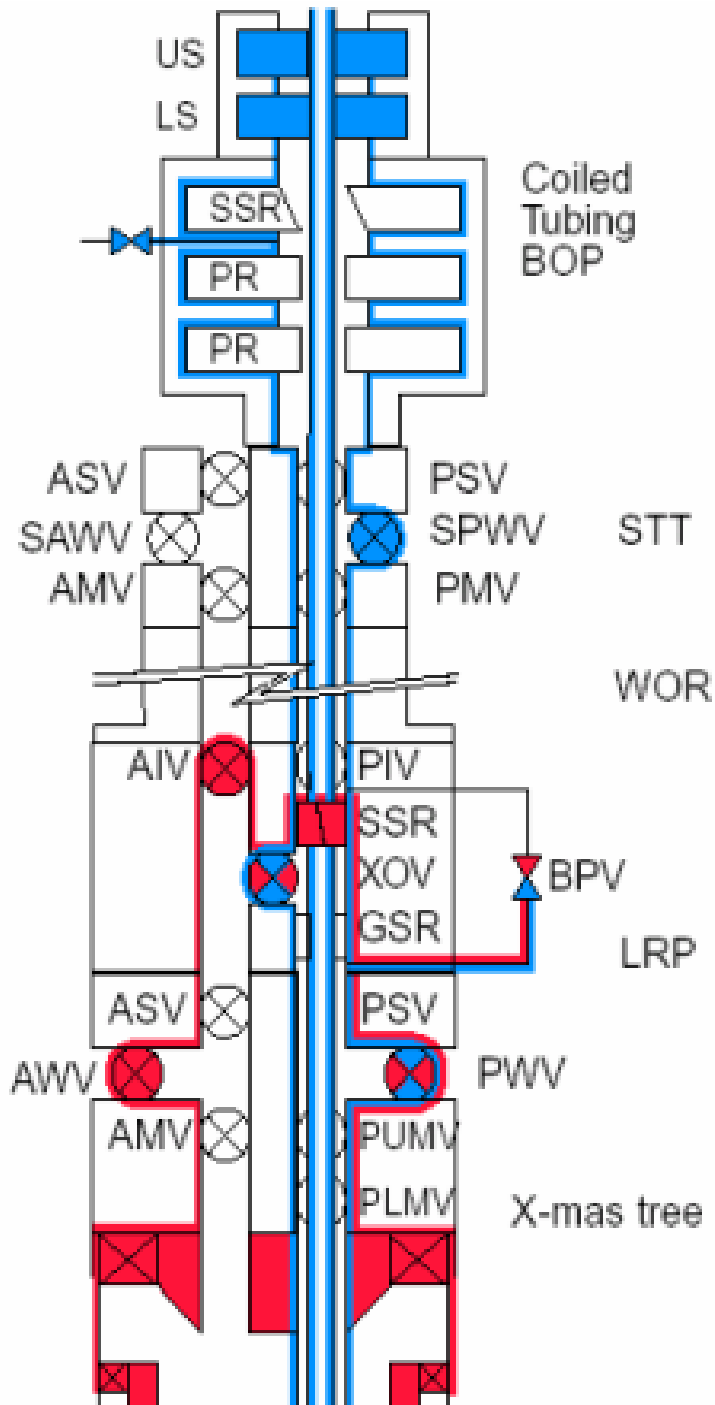 US
LS
SSR
Coiled
Tubing
BOP
PR
PR
ASV
PSV
SAWV
SPWV
STT
AMV
PMV
WOR
AIV
PIV
SSR
XOV
BPV
GSR
LRP
ASV
PSV
AWV
PWV
AMV
PUMV
PLMV
X-mas tree